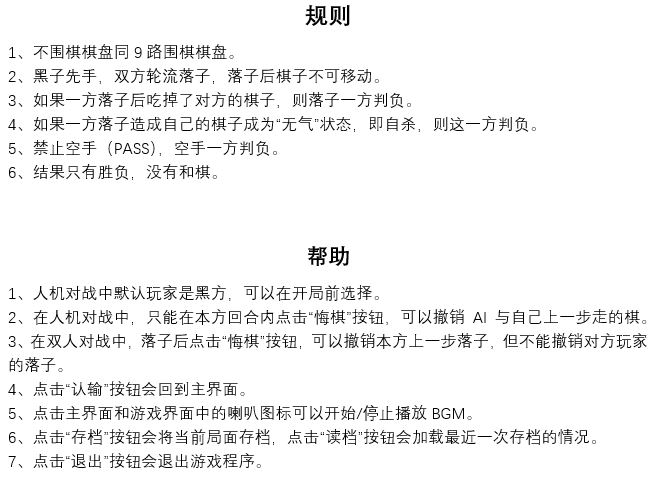 规则
1、不围棋棋盘同 9 路围棋棋盘。
2、黑子先手，双方轮流落子，落子后棋子不可移动。
3、如果一方落子后吃掉了对方的棋子，则落子一方判负。
4、如果一方落子造成自己的棋子成为“无气”状态，即自杀，则这一方判负。
5、禁止空手（PASS），空手一方判负。
6、结果只有胜负，没有和棋。
帮助
1、人机对战中默认玩家是黑方，可以在开局前选择。
2、在人机对战中，只能在本方回合内点击“悔棋”按钮，可以撤销 AI 与自己上一步走的棋。
3、在双人对战中，落子后点击“悔棋”按钮，可以撤销本方上一步落子，但不能撤销对方玩家
的落子。
4、点击“认输”按钮会回到主界面。
5、点击主界面和游戏界面中的喇叭图标可以开始/停止播放 BGM。
6、点击“存档”按钮会将当前局面存档，点击“读档”按钮会加载最近一次存档的情况。
7、点击“退出”按钮会退出游戏程序。